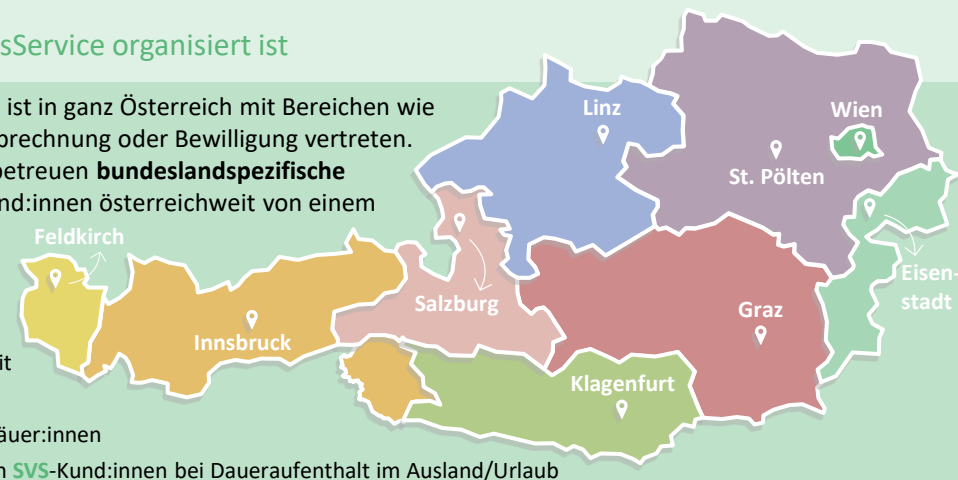 sService organisiert ist
ist in ganz Österreich mit Bereichen wie
brechnung oder Bewilligung vertreten.
betreuen bundeslandspezifische
nd:innen österreichweit von einem
Linz
Wien
St. Pölten
Feldkirch
Eisen-
stadt
Salzburg
Graz
Innsbruck
it
Klagenfurt
äuer:innen
n SVS-Kund:innen bei Daueraufenthalt im Ausland/Urlaub